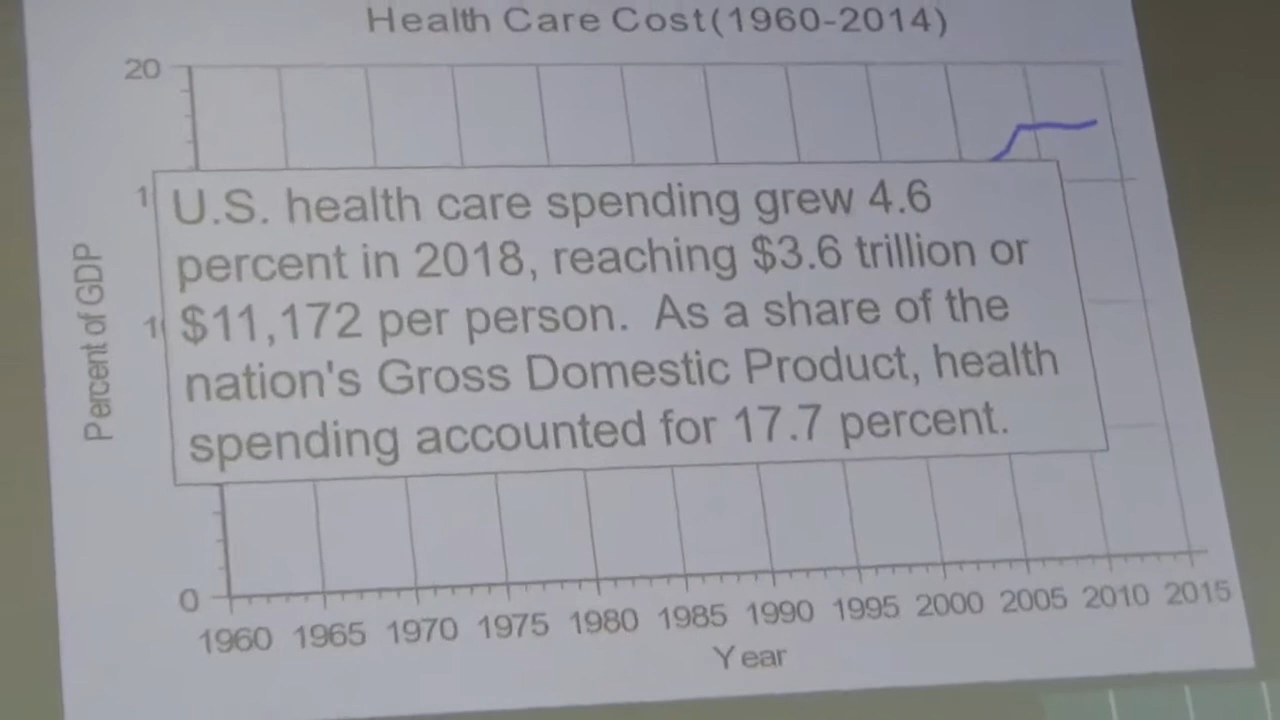 Health Care Cost(1960-2014)
20
1
U.S. health care spending grew 4.6
percent in 2018, reaching $3.6 trillion or
$11,172 per person. As a share of the
nation's Gross Domestic Product, health
spending accounted for 17.7 percent.
1
Percent of GDP
0
1960 1965 1970 1975 1980 1985 1990 1995 2000 2005 2010 2015
Year